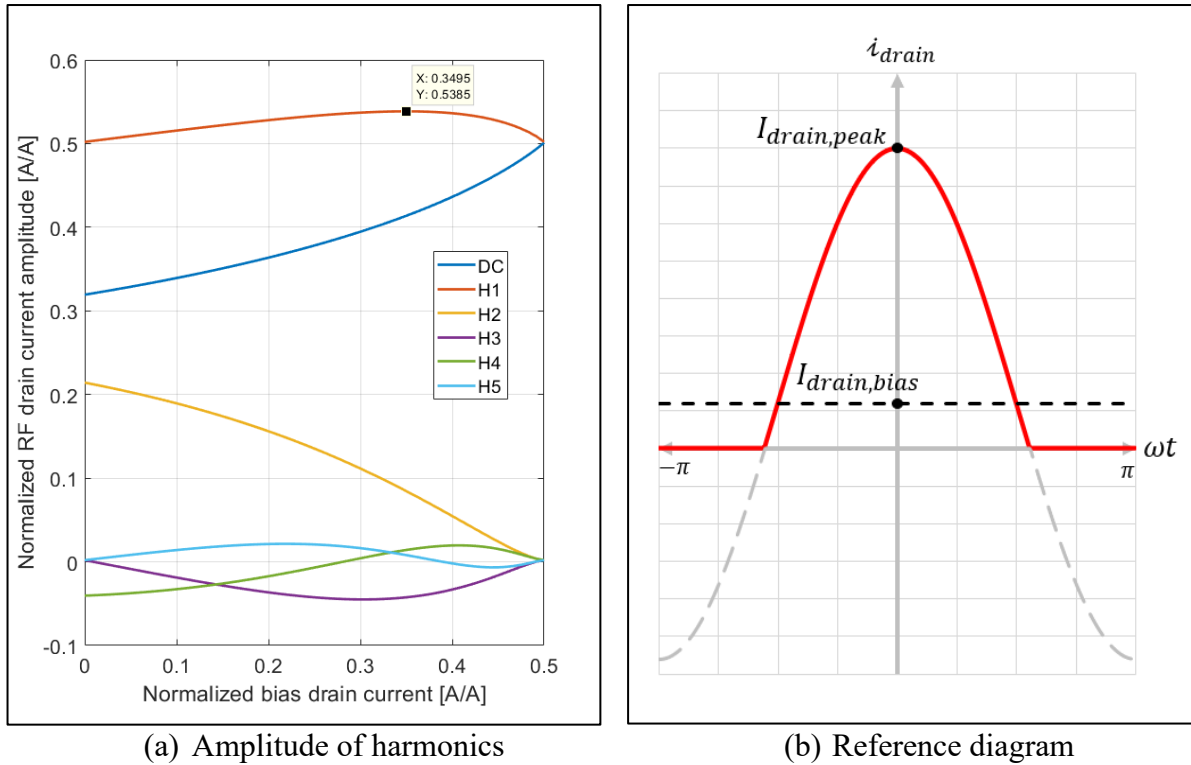 0.6
0.5
0.4
0.3
0.2
0.1
0
-0.1
0
0.1
0.2
0.3
0.4
0.5
Normalized RF drain current amplitude [A/A]
Normalized bias drain current [A/A]
X: 0.3495
Y: 0.5385
DC
H1
H2
H3
H4
H5
(a) Amplitude of harmonics
i_drain
I_drain,peak
I_drain,bias
ωt
−π
π
(b) Reference diagram